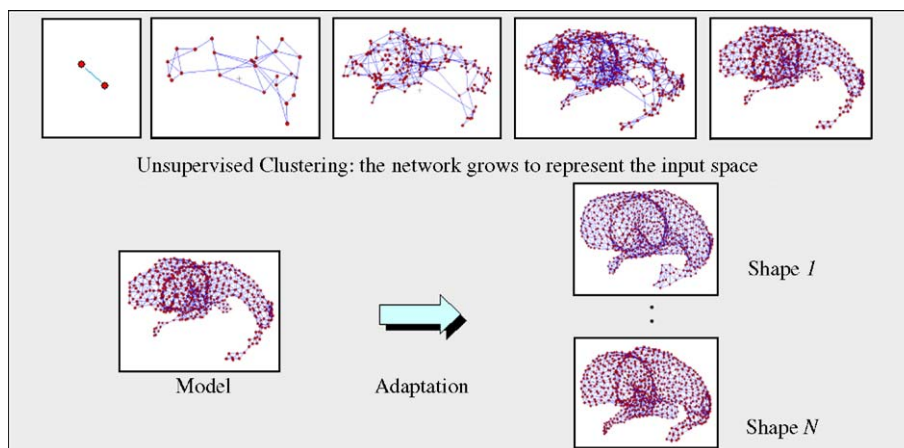 Unsupervised Clustering: the network grows to represent the input space
Shape 1
Model
Adaptation
Shape N